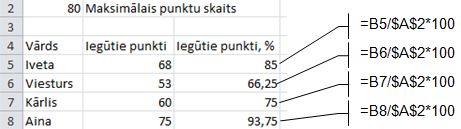 2 80 Maksimālais punktu skaits
3
4 Vārds Iegūtie punkti Iegūtie punkti, %
5 Iveta 68 85 =B5/$A$2*100
6 Viesturs 53 66,25 =B6/$A$2*100
7 Kārlis 60 75 =B7/$A$2*100
8 Aina 75 93,75 =B8/$A$2*100